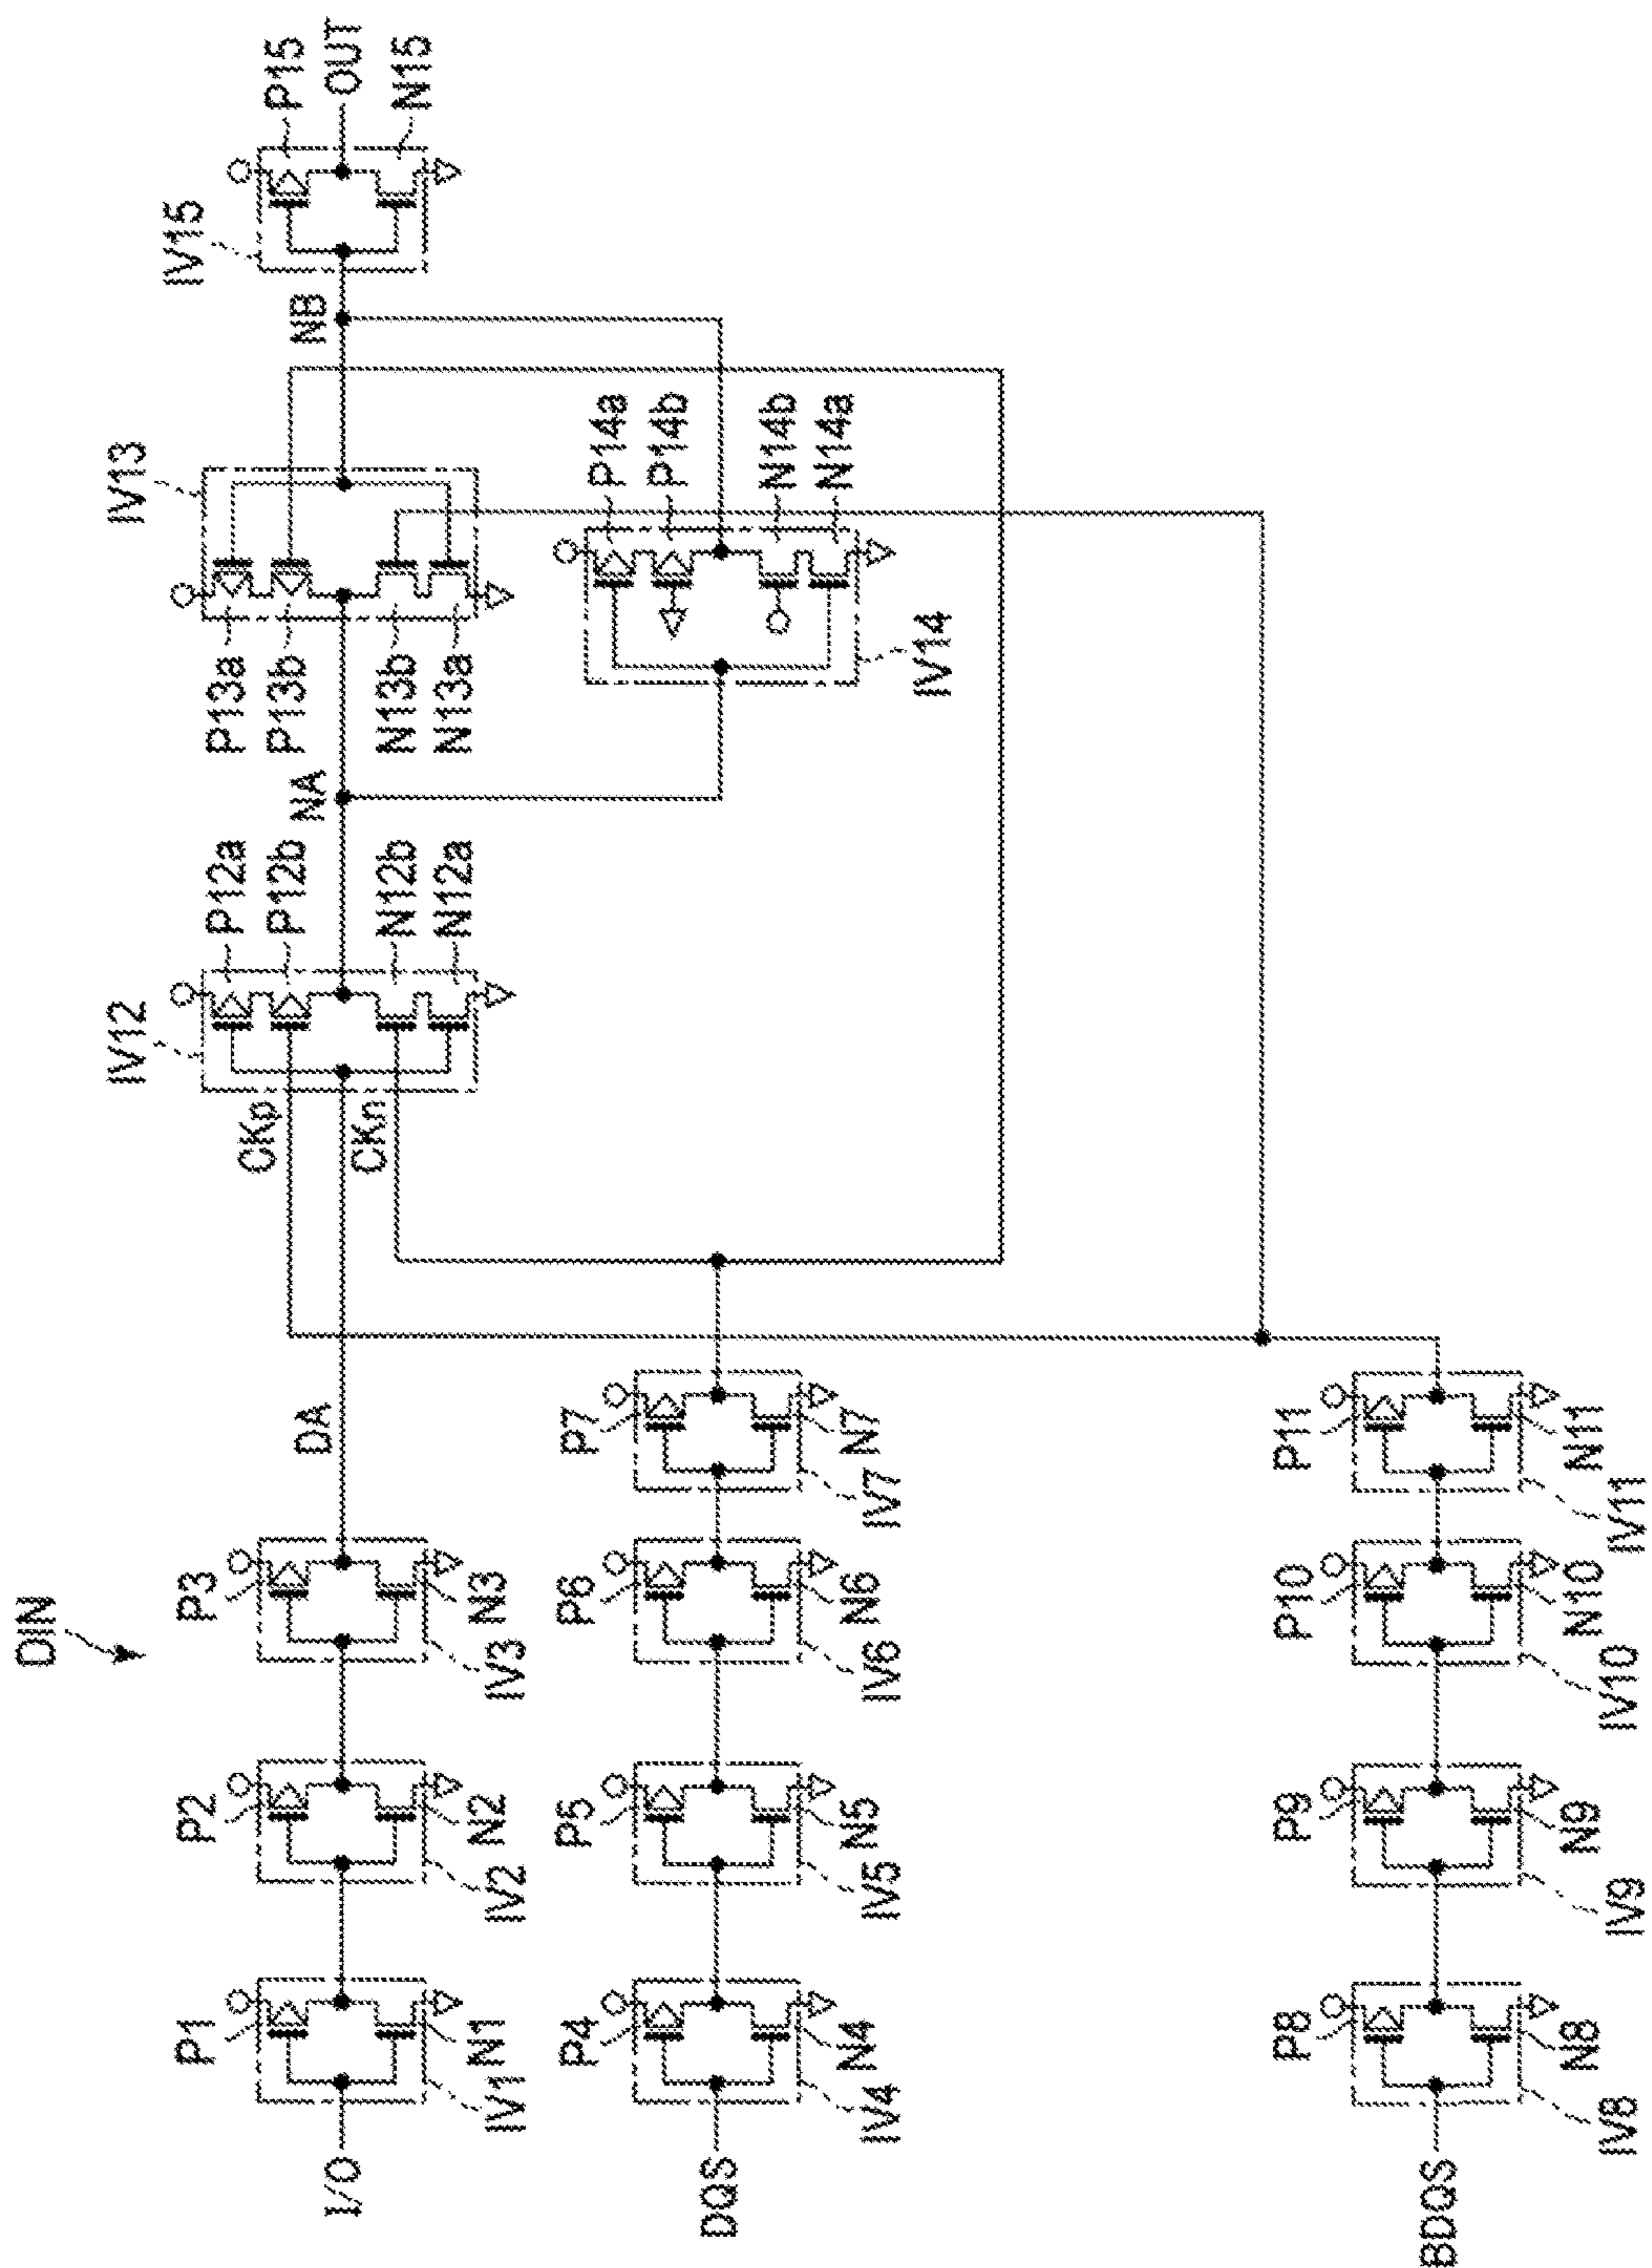 DIN
I/O
IV1
P1
N1
IV2
P2
N2
IV3
P3
N3
DA
CKp
CKn
IV12
P12a
P12b
N12b
N12a
NA
IV13
P13a
P13b
N13b
N13a
NB
IV15
P15
OUT
N15
IV14
P14a
P14b
N14b
N14a
DQS
IV4
P4
N4
IV5
P5
N5
IV6
P6
N6
IV7
P7
N7
BDQS
IV8
P8
N8
IV9
P9
N9
IV10
P10
N10
IV11
P11
N11